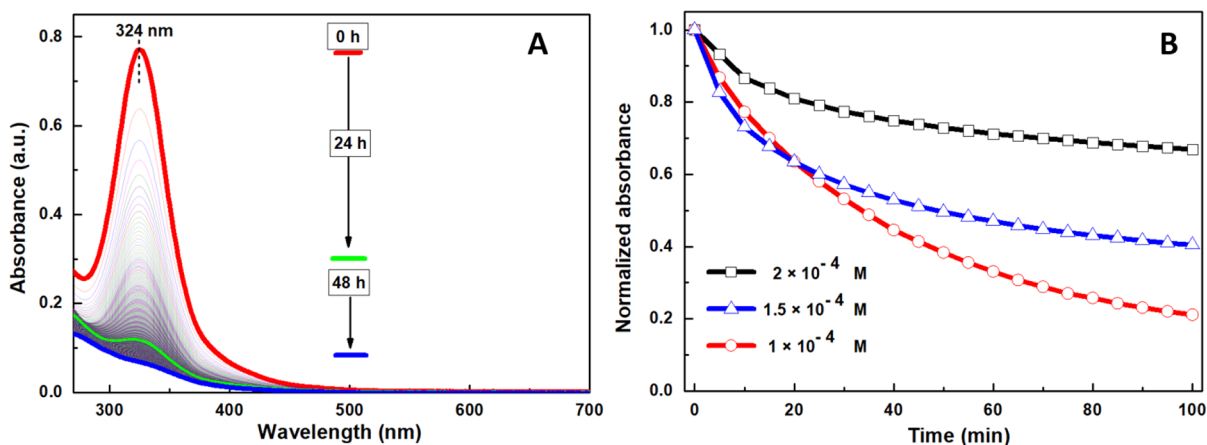 324 nm
0 h
A
24 h
48 h
0.8
0.6
0.4
0.2
0.0
Absorbance (a.u.)
300
400
500
600
700
Wavelength (nm)
B
1.0
0.8
0.6
0.4
0.2
0.0
Normalized absorbance
2 × 10⁻⁴ M
1.5 × 10⁻⁴ M
1 × 10⁻⁴ M
0
20
40
60
80
100
Time (min)